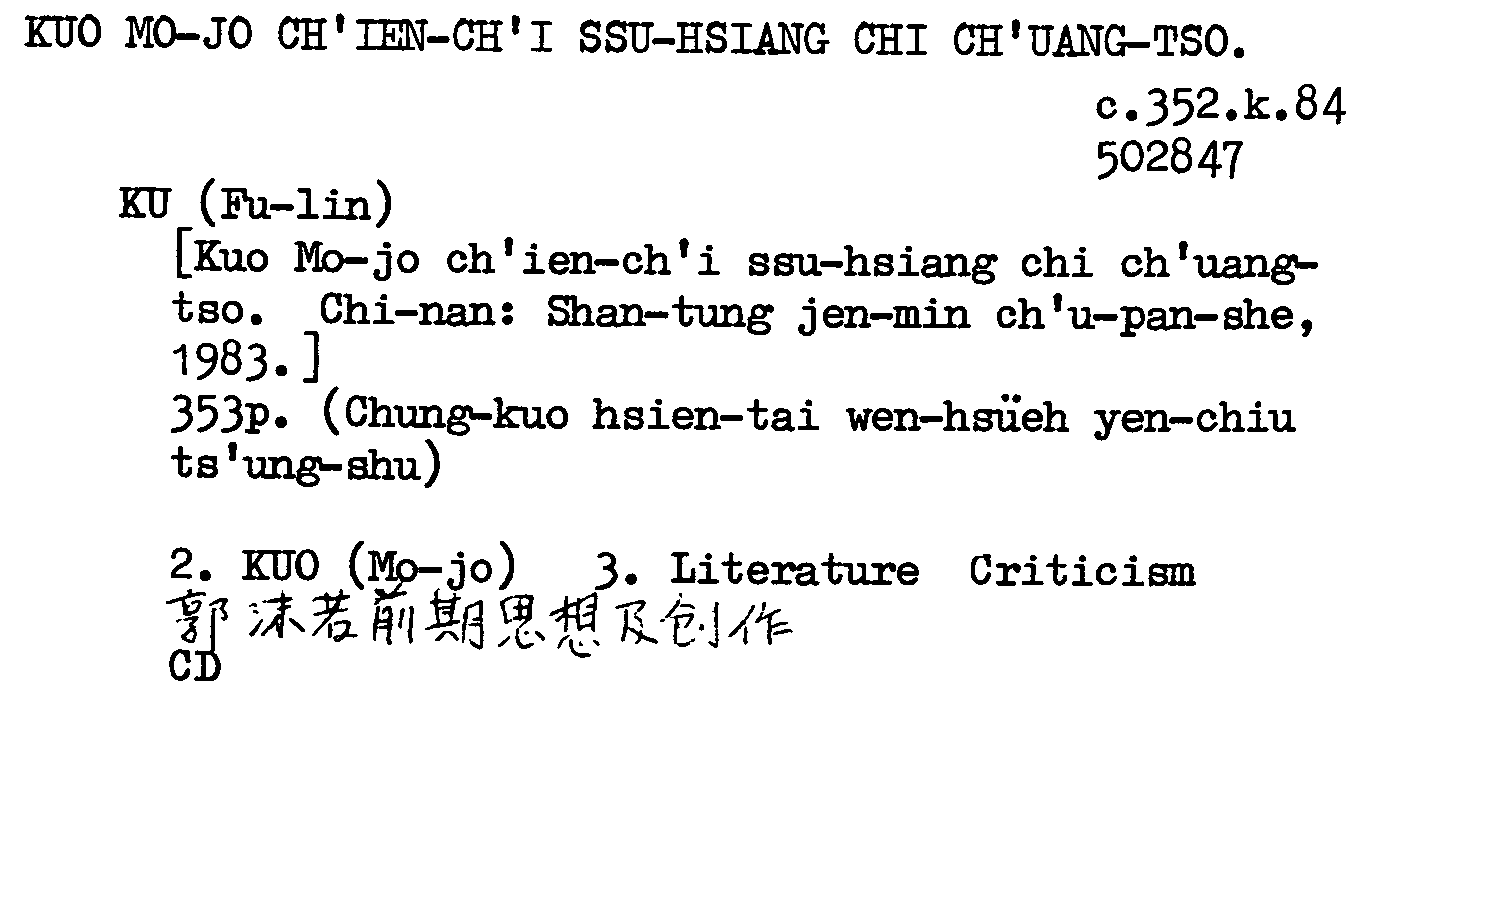 KUO MO-JO CH'IEN-CH'I SSU-HSIANG CHI CH'UANG-TSO.
c.352.k.84
502847
KU (Fu-lin)
[Kuo Mo-jo ch'ien-ch'i ssu-hsiang chi ch'uang-
tso. Chi-nan: Shan-tung jen-min ch'u-pan-she,
1983.]
353p. (Chung-kuo hsien-tai wen-hsüeh yen-chiu
ts'ung-shu)
2. KUO (Mo-jo) 3. Literature Criticism
郭沫若前期思想及创作
CD